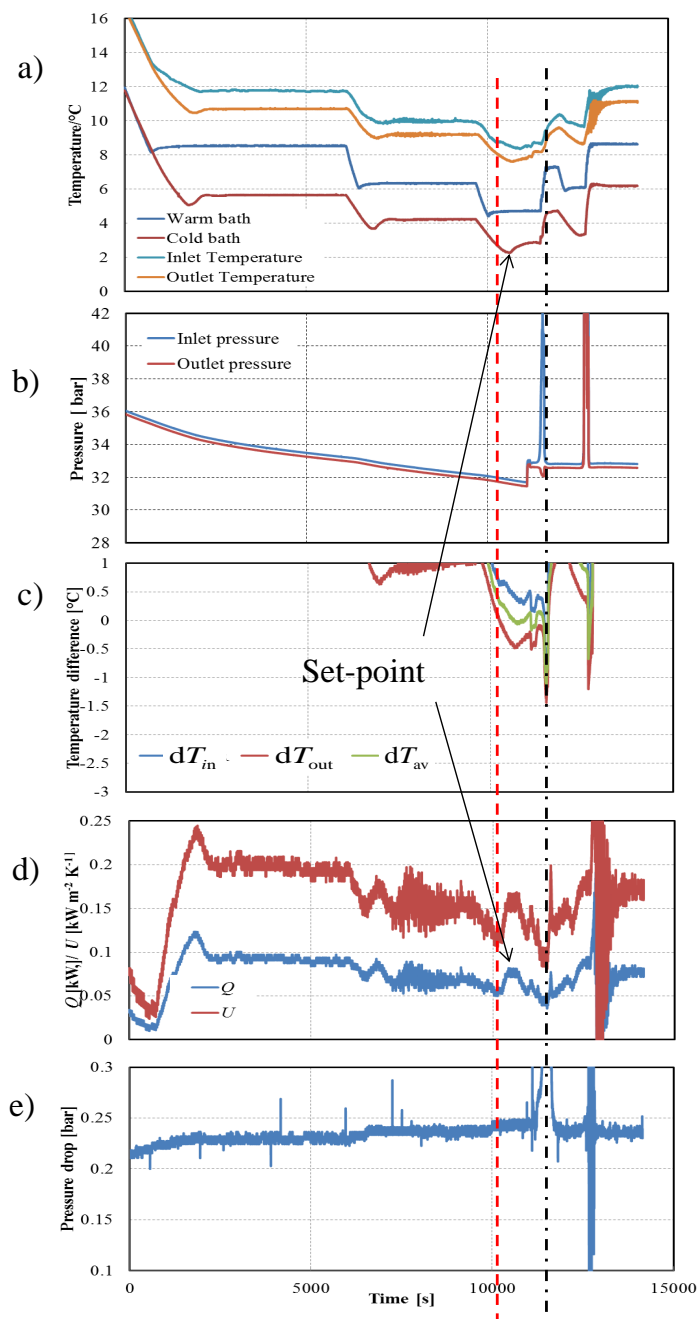 a)
Temperature/°C
16
14
12
10
8
6
4
2
0
Warm bath
Cold bath
Inlet Temperature
Outlet Temperature
b)
Pressure [ bar]
42
40
38
36
34
32
30
28
Inlet pressure
Outlet pressure
c)
Temperature difference [°C]
1
0.5
0
-0.5
-1
-1.5
-2
-2.5
-3
Set-point
dTin
dTout
dTav
d)
Q [kW,]/ U [kW m-2 K-1]
0.25
0.2
0.15
0.1
0.05
0
Q
U
e)
Pressure drop [bar]
0.3
0.25
0.2
0.15
0.1
0
5000
10000
15000
Time [s]